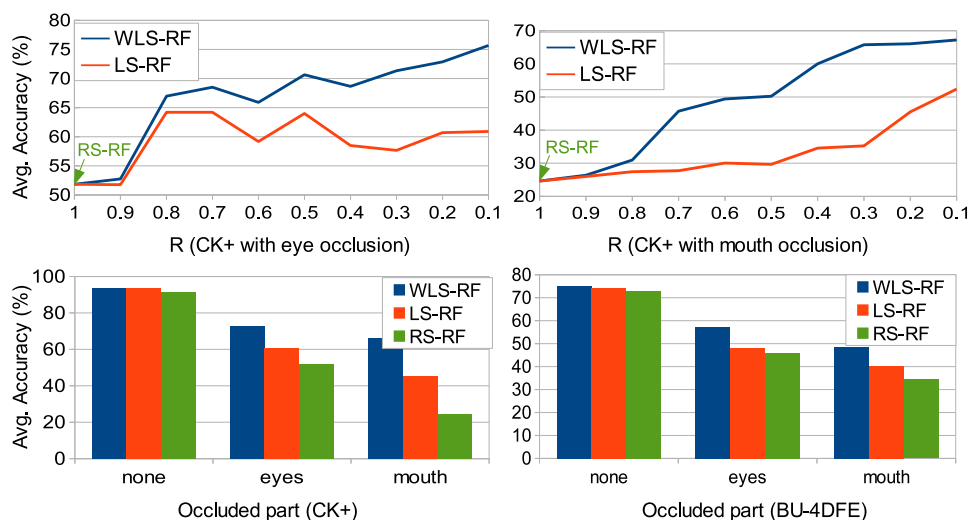 Avg. Accuracy (%)
80
75
70
65
60
55
50
WLS-RF
LS-RF
RS-RF
1 0.9 0.8 0.7 0.6 0.5 0.4 0.3 0.2 0.1
R (CK+ with eye occlusion)
70
60
50
40
30
20
WLS-RF
LS-RF
RS-RF
1 0.9 0.8 0.7 0.6 0.5 0.4 0.3 0.2 0.1
R (CK+ with mouth occlusion)
Avg. Accuracy (%)
100
80
60
40
20
0
WLS-RF
LS-RF
RS-RF
none eyes mouth
Occluded part (CK+)
80
70
60
50
40
30
20
10
0
WLS-RF
LS-RF
RS-RF
none eyes mouth
Occluded part (BU-4DFE)